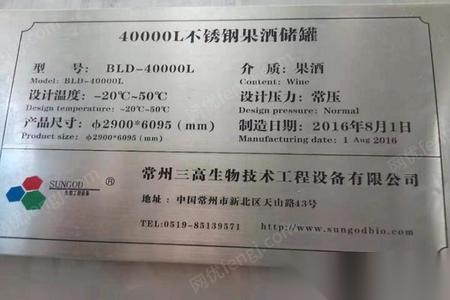 40000L不锈钢果酒储罐
型 号：BLD-40000L 介 质：果酒
Model: BLD-40000L Content: Wine
设计温度：-20℃~50℃ 设计压力：常压
Design temperature: -20℃~50℃ Design pressure: Normal
产品尺寸：φ2900*6095 (mm) 制造日期：2016年8月1日
Product size: φ2900*6095 (mm) Manufacturing date: 1 Aug 2016
SUNGOD ®
常州三高生物技术工程设备有限公司
地址：中国常州市新北区天山路43号
TEL:0519-85139571 http://www.sungodbio.com